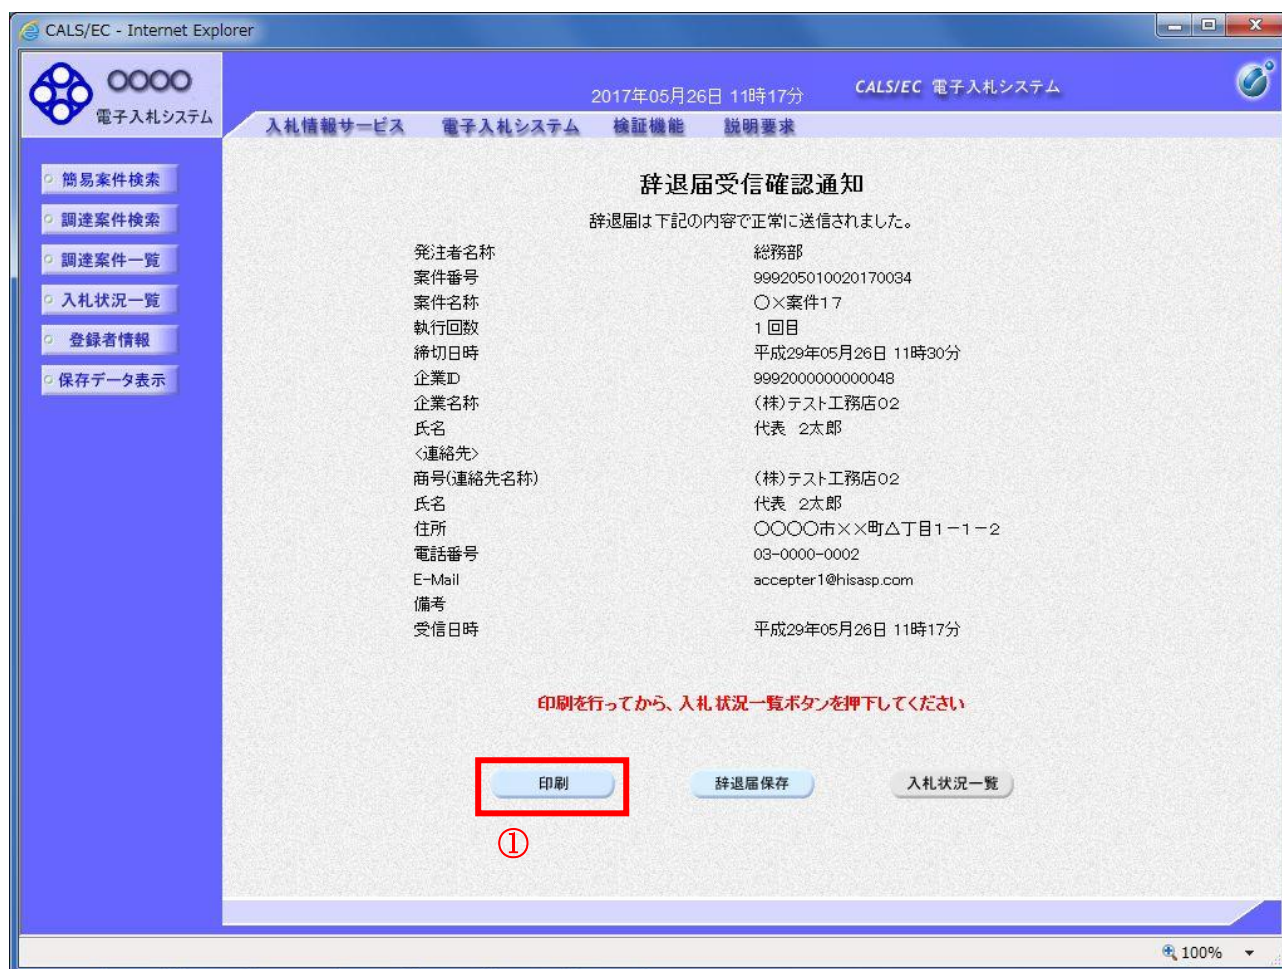 CALS/EC - Internet Explorer
〇〇〇〇
電子入札システム
2017年05月26日 11時17分
CALS/EC 電子入札システム
入札情報サービス 電子入札システム 検証機能 説明要求
簡易案件検索
調達案件検索
調達案件一覧
入札状況一覧
登録者情報
保存データ表示
辞退届受信確認通知
辞退届は下記の内容で正常に送信されました。
発注者名称 総務部
案件番号 999205010020170034
案件名称 〇×案件17
執行回数 1回目
締切日時 平成29年05月26日 11時30分
企業ID 9992000000000048
企業名称 (株)テスト工務店02
氏名 代表 2太郎
<連絡先>
商号(連絡先名称) (株)テスト工務店02
氏名 代表 2太郎
住所 〇〇〇〇市××町△丁目1-1-2
電話番号 03-0000-0002
E-Mail accepter1@hisasp.com
備考
受信日時 平成29年05月26日 11時17分
印刷を行ってから、入札状況一覧ボタンを押下してください
印刷 辞退届保存 入札状況一覧
①
100%